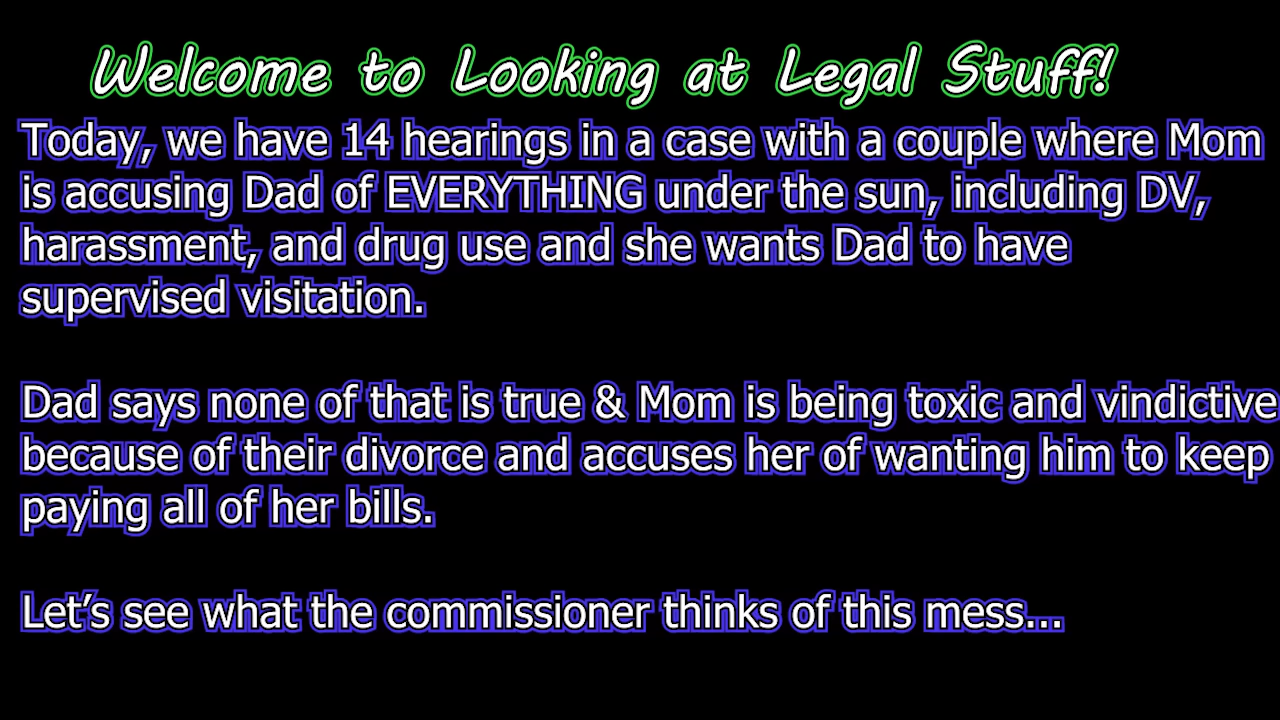 Welcome to Looking at Legal Stuff!
Today, we have 14 hearings in a case with a couple where Mom
is accusing Dad of EVERYTHING under the sun, including DV,
harassment, and drug use and she wants Dad to have
supervised visitation.
Dad says none of that is true & Mom is being toxic and vindictive
because of their divorce and accuses her of wanting him to keep
paying all of her bills.
Let’s see what the commissioner thinks of this mess...